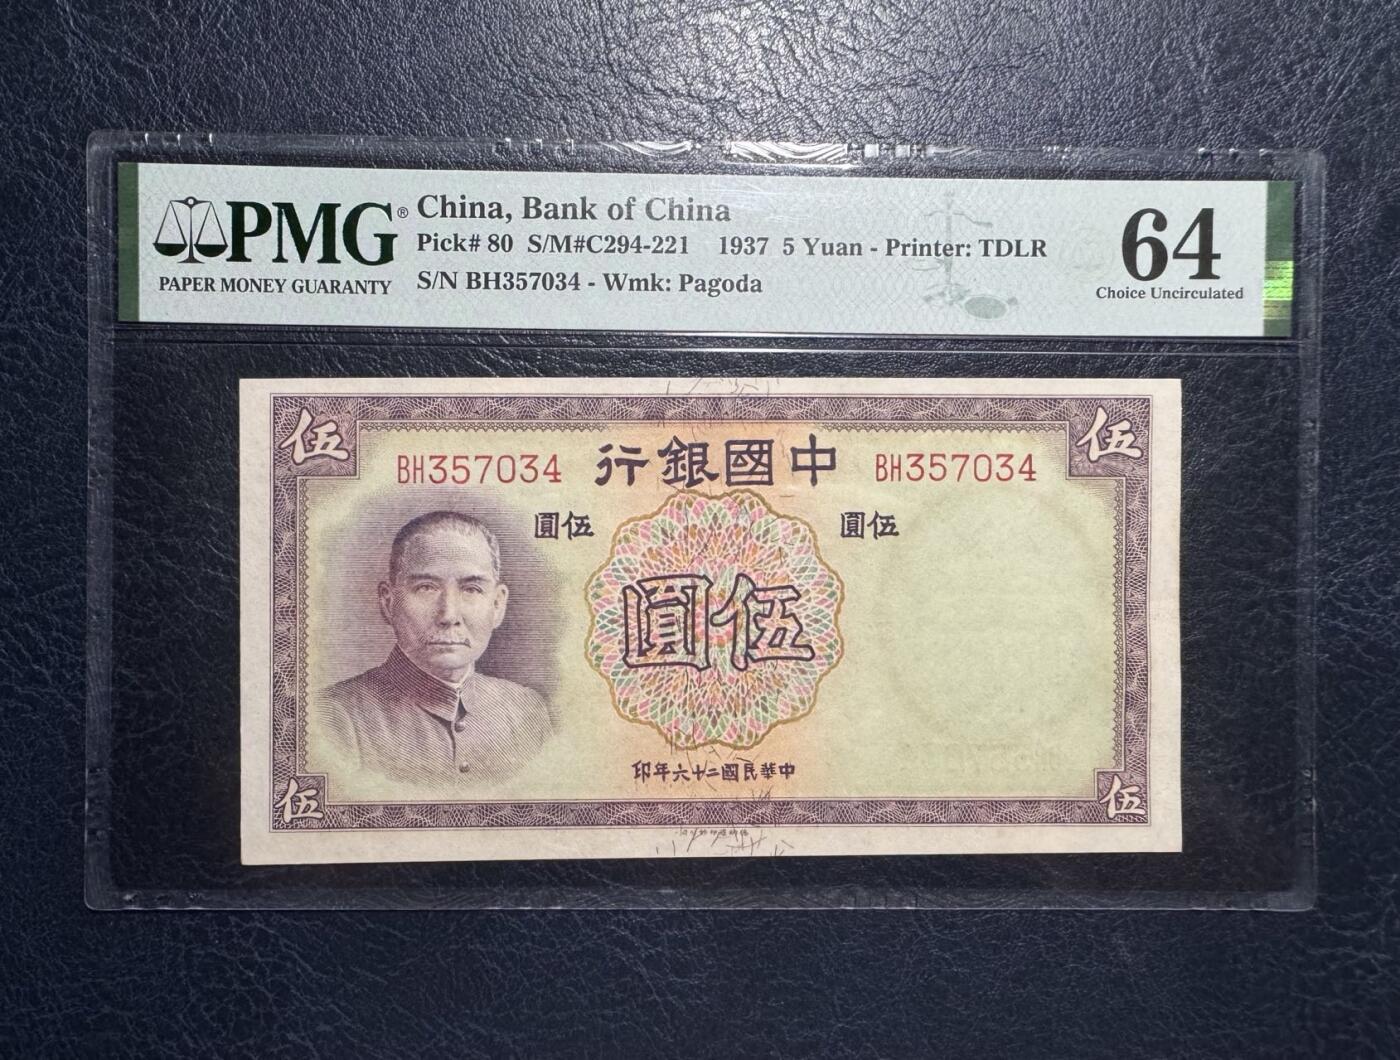 PMG®
PAPER MONEY GUARANTY
China, Bank of China
Pick# 80 S/M#C294-221 1937 5 Yuan - Printer: TDLR
S/N BH357034 - Wmk: Pagoda
64
Choice Uncirculated
伍 伍
BH357034 行銀國中 BH357034
圓伍 圓伍
圓伍
印年六十二國民華中
伍 伍